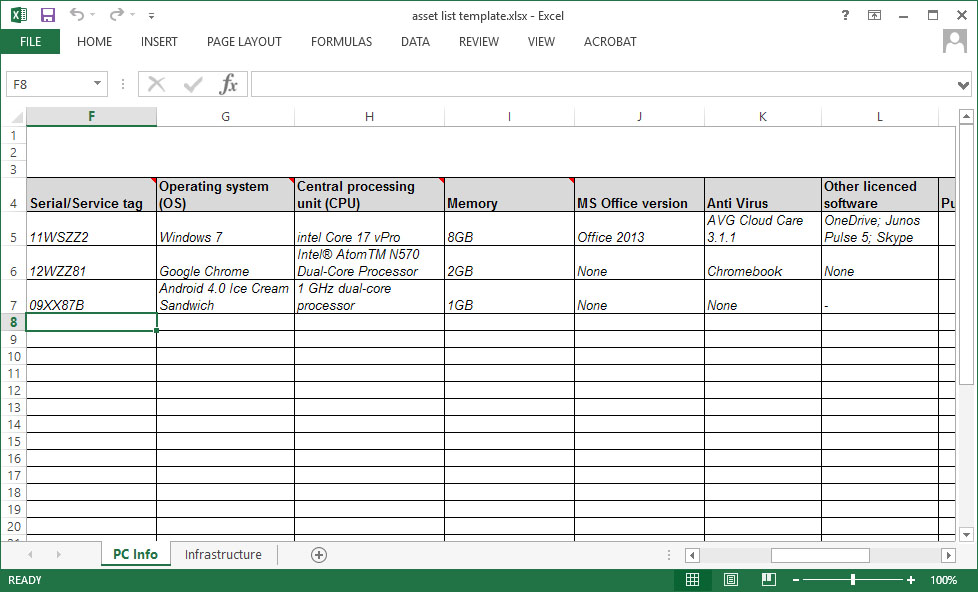 asset list template.xlsx - Excel
?
FILE HOME INSERT PAGE LAYOUT FORMULAS DATA REVIEW VIEW ACROBAT
F8 fx
F G H I J K L
1
2
3
Operating system Central processing Other licenced
4 Serial/Service tag (OS) unit (CPU) Memory MS Office version Anti Virus software Pu
AVG Cloud Care OneDrive; Junos
5 11WSZZ2 Windows 7 intel Core 17 vPro 8GB Office 2013 3.1.1 Pulse 5; Skype
Intel® AtomTM N570
6 12WZZ81 Google Chrome Dual-Core Processor 2GB None Chromebook None
Android 4.0 Ice Cream 1 GHz dual-core
7 09XX87B Sandwich processor 1GB None None -
8
9
10
11
12
13
14
15
16
17
18
19
20
PC Info Infrastructure
READY 100%